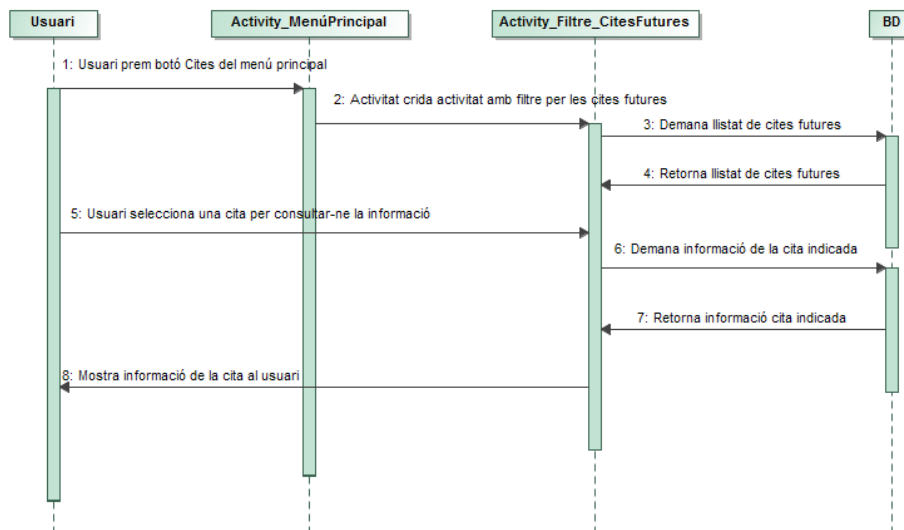 Usuari
Activity_MenúPrincipal
Activity_Filtre_CitesFutures
BD
1: Usuari prem botó Cites del menú principal
2: Activitat crida activitat amb filtre per les cites futures
3: Demana llistat de cites futures
4: Retorna llistat de cites futures
5: Usuari selecciona una cita per consultar-ne la informació
6: Demana informació de la cita indicada
7: Retorna informació cita indicada
8: Mostra informació de la cita al usuari